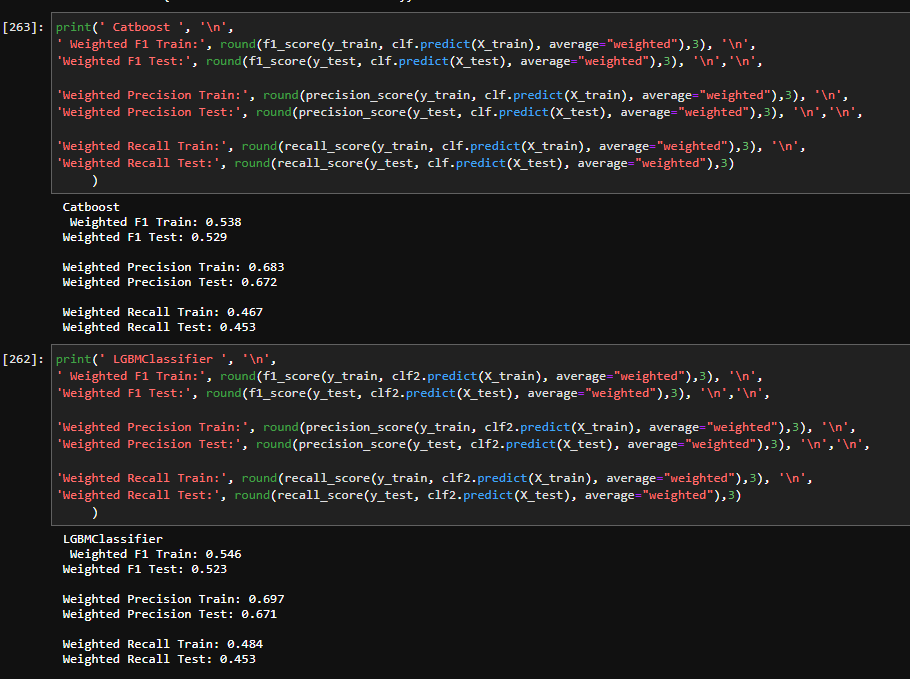 [263]:
print(' Catboost ', '\n',
' Weighted F1 Train:', round(f1_score(y_train, clf.predict(X_train), average="weighted"),3), '\n',
'Weighted F1 Test:', round(f1_score(y_test, clf.predict(X_test), average="weighted"),3), '\n','\n',
'Weighted Precision Train:', round(precision_score(y_train, clf.predict(X_train), average="weighted"),3), '\n',
'Weighted Precision Test:', round(precision_score(y_test, clf.predict(X_test), average="weighted"),3), '\n','\n',
'Weighted Recall Train:', round(recall_score(y_train, clf.predict(X_train), average="weighted"),3), '\n',
'Weighted Recall Test:', round(recall_score(y_test, clf.predict(X_test), average="weighted"),3)
)
Catboost
Weighted F1 Train: 0.538
Weighted F1 Test: 0.529
Weighted Precision Train: 0.683
Weighted Precision Test: 0.672
Weighted Recall Train: 0.467
Weighted Recall Test: 0.453
[262]:
print(' LGBMClassifier ', '\n',
' Weighted F1 Train:', round(f1_score(y_train, clf2.predict(X_train), average="weighted"),3), '\n',
'Weighted F1 Test:', round(f1_score(y_test, clf2.predict(X_test), average="weighted"),3), '\n','\n',
'Weighted Precision Train:', round(precision_score(y_train, clf2.predict(X_train), average="weighted"),3), '\n',
'Weighted Precision Test:', round(precision_score(y_test, clf2.predict(X_test), average="weighted"),3), '\n','\n',
'Weighted Recall Train:', round(recall_score(y_train, clf2.predict(X_train), average="weighted"),3), '\n',
'Weighted Recall Test:', round(recall_score(y_test, clf2.predict(X_test), average="weighted"),3)
)
LGBMClassifier
Weighted F1 Train: 0.546
Weighted F1 Test: 0.523
Weighted Precision Train: 0.697
Weighted Precision Test: 0.671
Weighted Recall Train: 0.484
Weighted Recall Test: 0.453